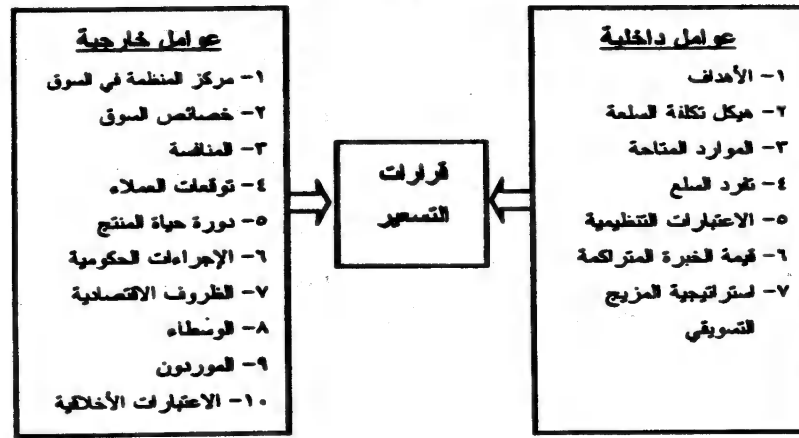 عوامل داخلية
١- الأهداف
٢- هيكل تكلفة السلعة
٣- الموارد المتاحة
٤- تفرد السلع
٥- الاعتبارات التنظيمية
٦- قيمة الخبرة المتراكمة
٧- استراتيجية المزيج
التسويقي
قرارات
التسعير
عوامل خارجية
١- مركز المنظمة في السوق
٢- خصائص السوق
٣- المنافسة
٤- توقعات العملاء
٥- دورة حياة المنتج
٦- الإجراءات الحكومية
٧- الظروف الاقتصادية
٨- الوسطاء
٩- الموردون
١٠- الاعتبارات الأخلاقية